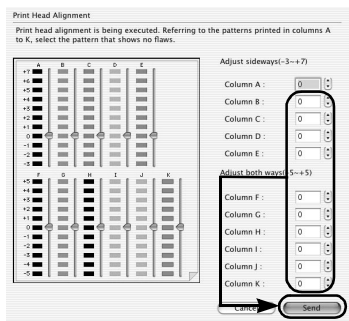 Print Head Alignment
Print head alignment is being executed. Referring to
the patterns printed in columns A
to K, select the pattern that shows no flaws.
Adjust sideways(-3~+7)
A B C D E
+7
+6
+5
+4
+3
+2
+1
0
-1
-2
-3
Column A : 0
Column B : 0
Column C : 0
Column D : 0
Column E : 0
Adjust both ways(-5~+5)
F G H I J K
+5
+4
+3
+2
+1
0
-1
-2
-3
-4
-5
Column F : 0
Column G : 0
Column H : 0
Column I : 0
Column J : 0
Column K : 0
Cancel Send